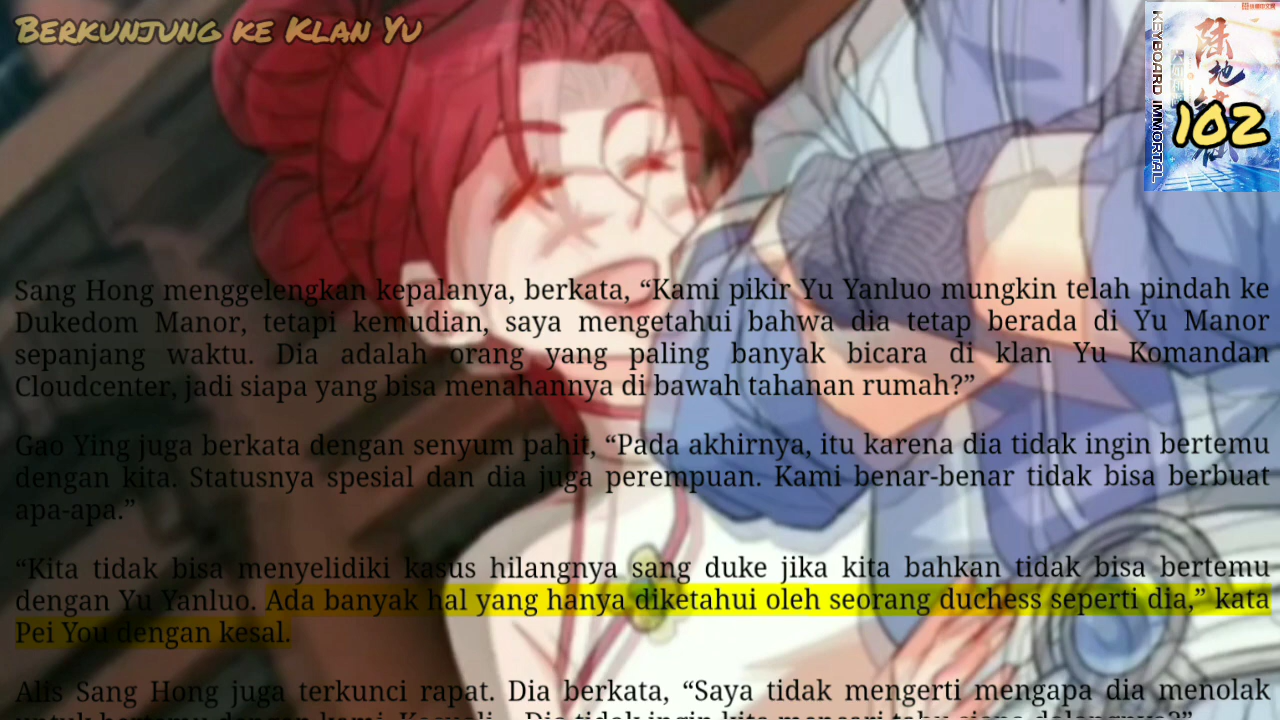 Berkunjung ke Klan Yu
KEYBOARD IMMORTAL
102
Sang Hong menggelengkan kepalanya, berkata, “Kami pikir Yu Yanluo mungkin telah pindah ke
Dukedom Manor, tetapi kemudian, saya mengetahui bahwa dia tetap berada di Yu Manor
sepanjang waktu. Dia adalah orang yang paling banyak bicara di klan Yu Komandan
Cloudcenter, jadi siapa yang bisa menahannya di bawah tahanan rumah?”
Gao Ying juga berkata dengan senyum pahit, “Pada akhirnya, itu karena dia tidak ingin bertemu
dengan kita. Statusnya spesial dan dia juga perempuan. Kami benar-benar tidak bisa berbuat
apa-apa.”
“Kita tidak bisa menyelidiki kasus hilangnya sang duke jika kita bahkan tidak bisa bertemu
dengan Yu Yanluo. Ada banyak hal yang hanya diketahui oleh seorang duchess seperti dia,” kata
Pei You dengan kesal.
Alis Sang Hong juga terkunci rapat. Dia berkata, “Saya tidak mengerti mengapa dia menolak